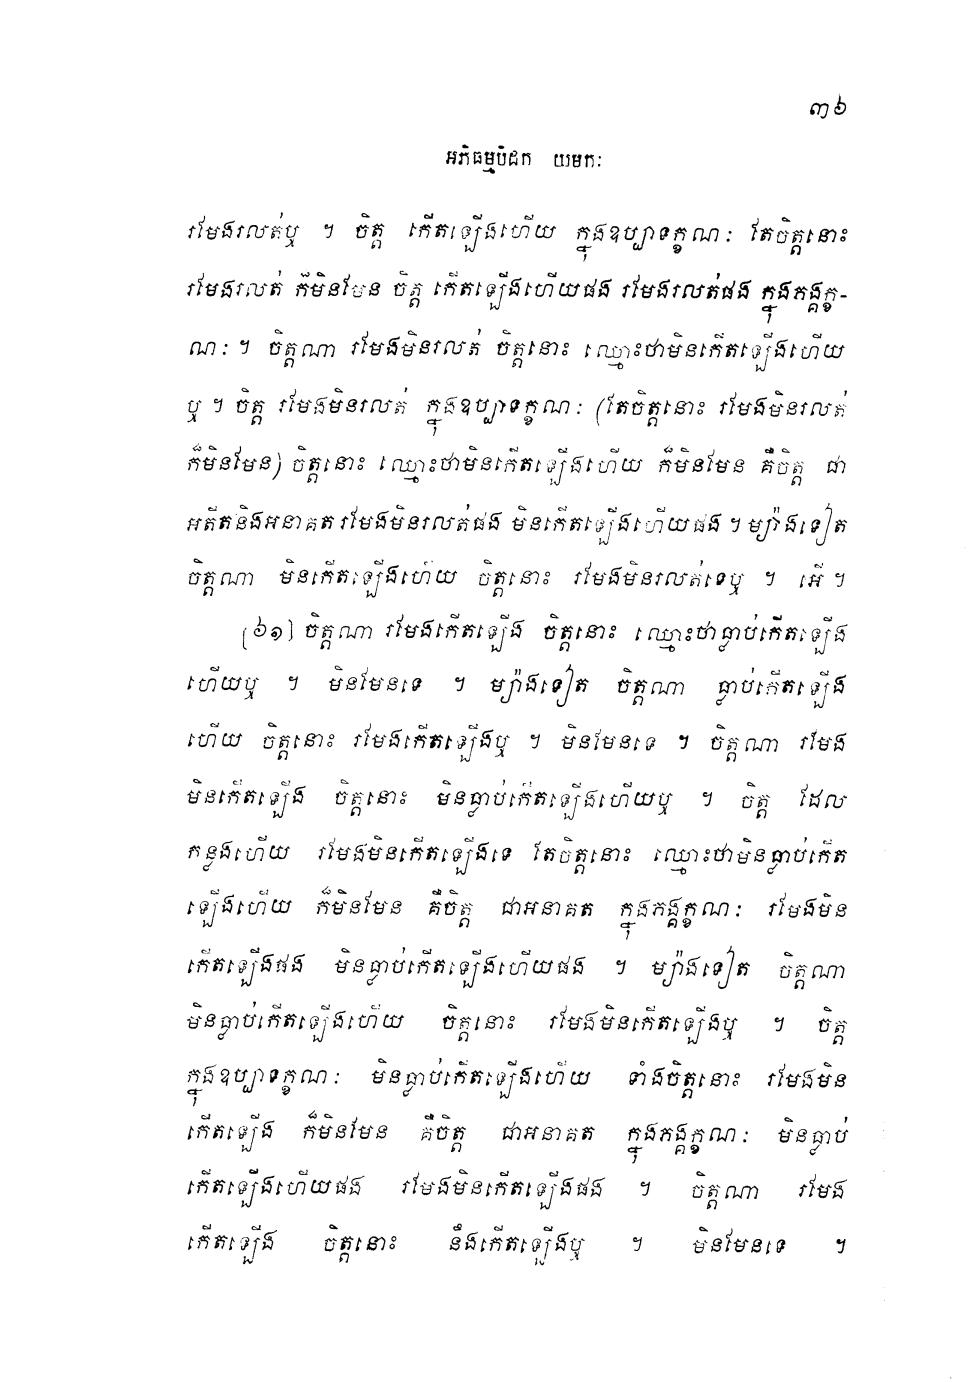 ៣៦
អភិធម្មបិដក យមកៈ
រមែងរលត់ឬ ។ ចិត្ត កើតឡើងហើយ ក្នុងឧប្បាទក្ខណៈ តែចិត្តនោះ
រមែងរលត់ ក៏មិនមែន ចិត្ត កើតឡើងហើយផង រមែងរលត់ផង ក្នុងភង្គក្ខ-
ណៈ ។ ចិត្តណា រមែងមិនរលត់ ចិត្តនោះ ឈ្មោះថាមិនកើតឡើងហើយ
ឬ ។ ចិត្ត រមែងមិនរលត់ ក្នុងឧប្បាទក្ខណៈ (តែចិត្តនោះ រមែងមិនរលត់
ក៏មិនមែន) ចិត្តនោះ ឈ្មោះថាមិនកើតឡើងហើយ ក៏មិនមែន គឺចិត្ត ជា
អតីតនិងអនាគតរមែងមិនរលត់ផង មិនកើតឡើងហើយផង ។ ម្យ៉ាងទៀត
ចិត្តណា មិនកើតឡើងហើយ ចិត្តនោះ រមែងមិនរលត់ទេឬ ។ អើ ។
(៦១) ចិត្តណា រមែងកើតឡើង ចិត្តនោះ ឈ្មោះថាធ្លាប់កើតឡើង
ហើយឬ ។ មិនមែនទេ ។ ម្យ៉ាងទៀត ចិត្តណា ធ្លាប់កើតឡើង
ហើយ ចិត្តនោះ រមែងកើតឡើងឬ ។ មិនមែនទេ ។ ចិត្តណា រមែង
មិនកើតឡើង ចិត្តនោះ មិនធ្លាប់កើតឡើងហើយឬ ។ ចិត្ត ដែល
កន្លងហើយ រមែងមិនកើតឡើងទេ តែចិត្តនោះ ឈ្មោះថាមិនធ្លាប់កើត
ឡើងហើយ ក៏មិនមែន គឺចិត្ត ជាអនាគត ក្នុងភង្គក្ខណៈ រមែងមិន
កើតឡើងផង មិនធ្លាប់កើតឡើងហើយផង ។ ម្យ៉ាងទៀត ចិត្តណា
មិនធ្លាប់កើតឡើងហើយ ចិត្តនោះ រមែងមិនកើតឡើងឬ ។ ចិត្ត
ក្នុងឧប្បាទក្ខណៈ មិនធ្លាប់កើតឡើងហើយ ទាំងចិត្តនោះ រមែងមិន
កើតឡើង ក៏មិនមែន គឺចិត្ត ជាអនាគត ក្នុងភង្គក្ខណៈ មិនធ្លាប់
កើតឡើងហើយផង រមែងមិនកើតឡើងផង ។ ចិត្តណា រមែង
កើតឡើង ចិត្តនោះ នឹងកើតឡើងឬ ។ មិនមែនទេ ។